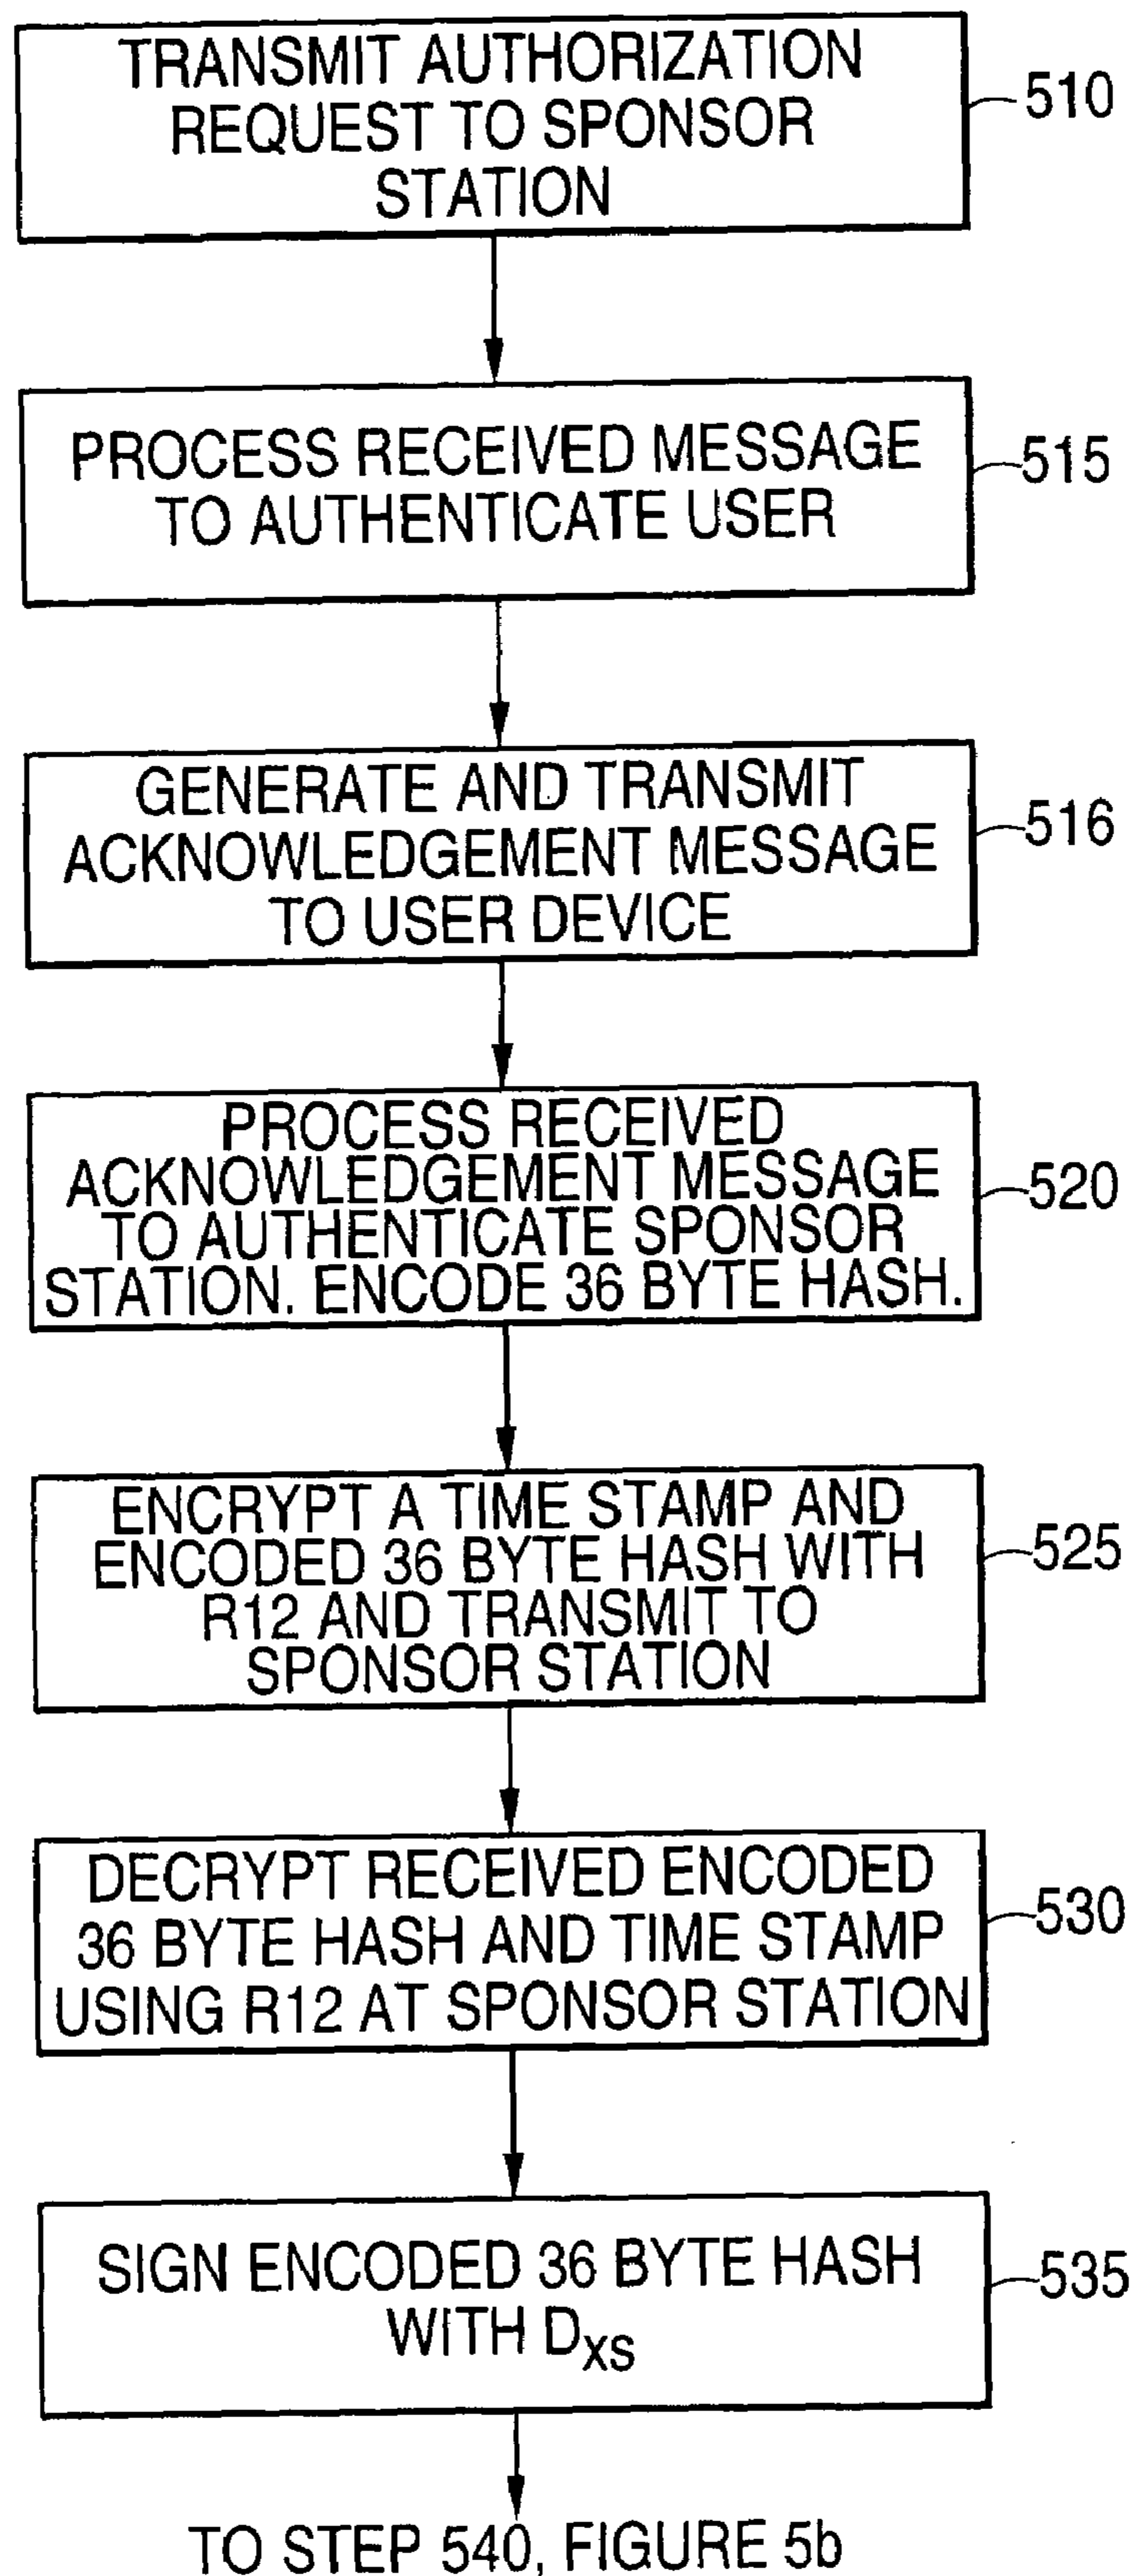 TRANSMIT AUTHORIZATION
REQUEST TO SPONSOR
STATION
510
PROCESS RECEIVED MESSAGE
TO AUTHENTICATE USER
515
GENERATE AND TRANSMIT
ACKNOWLEDGEMENT MESSAGE
TO USER DEVICE
516
PROCESS RECEIVED
ACKNOWLEDGEMENT MESSAGE
TO AUTHENTICATE SPONSOR
STATION. ENCODE 36 BYTE HASH.
520
ENCRYPT A TIME STAMP AND
ENCODED 36 BYTE HASH WITH
R12 AND TRANSMIT TO
SPONSOR STATION
525
DECRYPT RECEIVED ENCODED
36 BYTE HASH AND TIME STAMP
USING R12 AT SPONSOR STATION
530
SIGN ENCODED 36 BYTE HASH
WITH DXS
535
TO STEP 540, FIGURE 5b